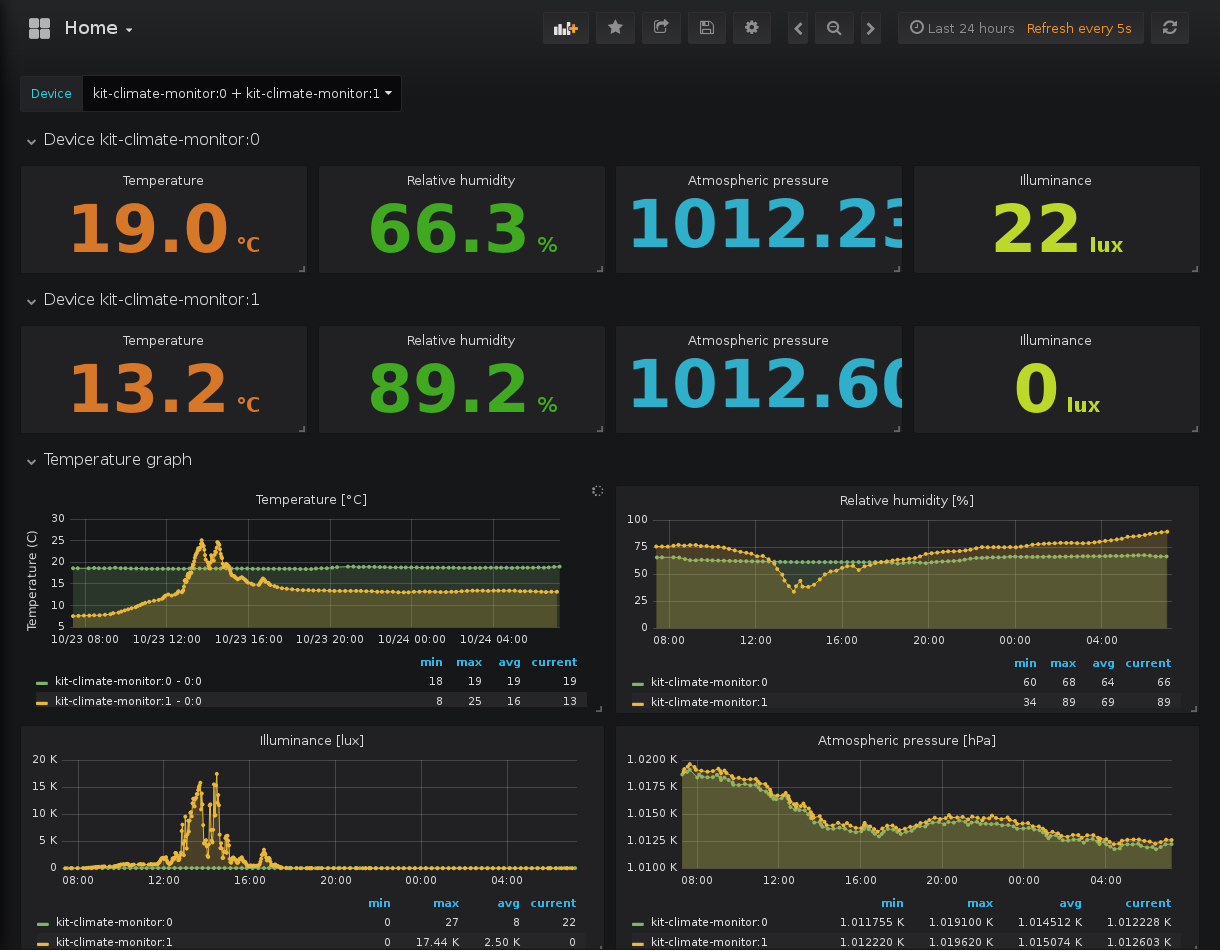 Home
Last 24 hours Refresh every 5s
Device kit-climate-monitor:0 + kit-climate-monitor:1
Device kit-climate-monitor:0
Temperature Relative humidity Atmospheric pressure Illuminance
19.0 °C 66.3 % 1012.23 22 lux
Device kit-climate-monitor:1
Temperature Relative humidity Atmospheric pressure Illuminance
13.2 °C 89.2 % 1012.60 0 lux
Temperature graph
Temperature [°C]
Temperature (C)
30
25
20
15
10
5
10/23 08:00 10/23 12:00 10/23 16:00 10/23 20:00 10/24 00:00 10/24 04:00
min max avg current
kit-climate-monitor:0 - 0:0 18 19 19 19
kit-climate-monitor:1 - 0:0 8 25 16 13
Relative humidity [%]
100
75
50
25
0
08:00 12:00 16:00 20:00 00:00 04:00
min max avg current
kit-climate-monitor:0 60 68 64 66
kit-climate-monitor:1 34 89 69 89
Illuminance [lux]
20 K
15 K
10 K
5 K
0
08:00 12:00 16:00 20:00 00:00 04:00
min max avg current
kit-climate-monitor:0 0 27 8 22
kit-climate-monitor:1 0 17.44 K 2.50 K 0
Atmospheric pressure [hPa]
1.0200 K
1.0175 K
1.0150 K
1.0125 K
1.0100 K
08:00 12:00 16:00 20:00 00:00 04:00
min max avg current
kit-climate-monitor:0 1.011755 K 1.019100 K 1.014512 K 1.012228 K
kit-climate-monitor:1 1.012220 K 1.019620 K 1.015074 K 1.012603 K